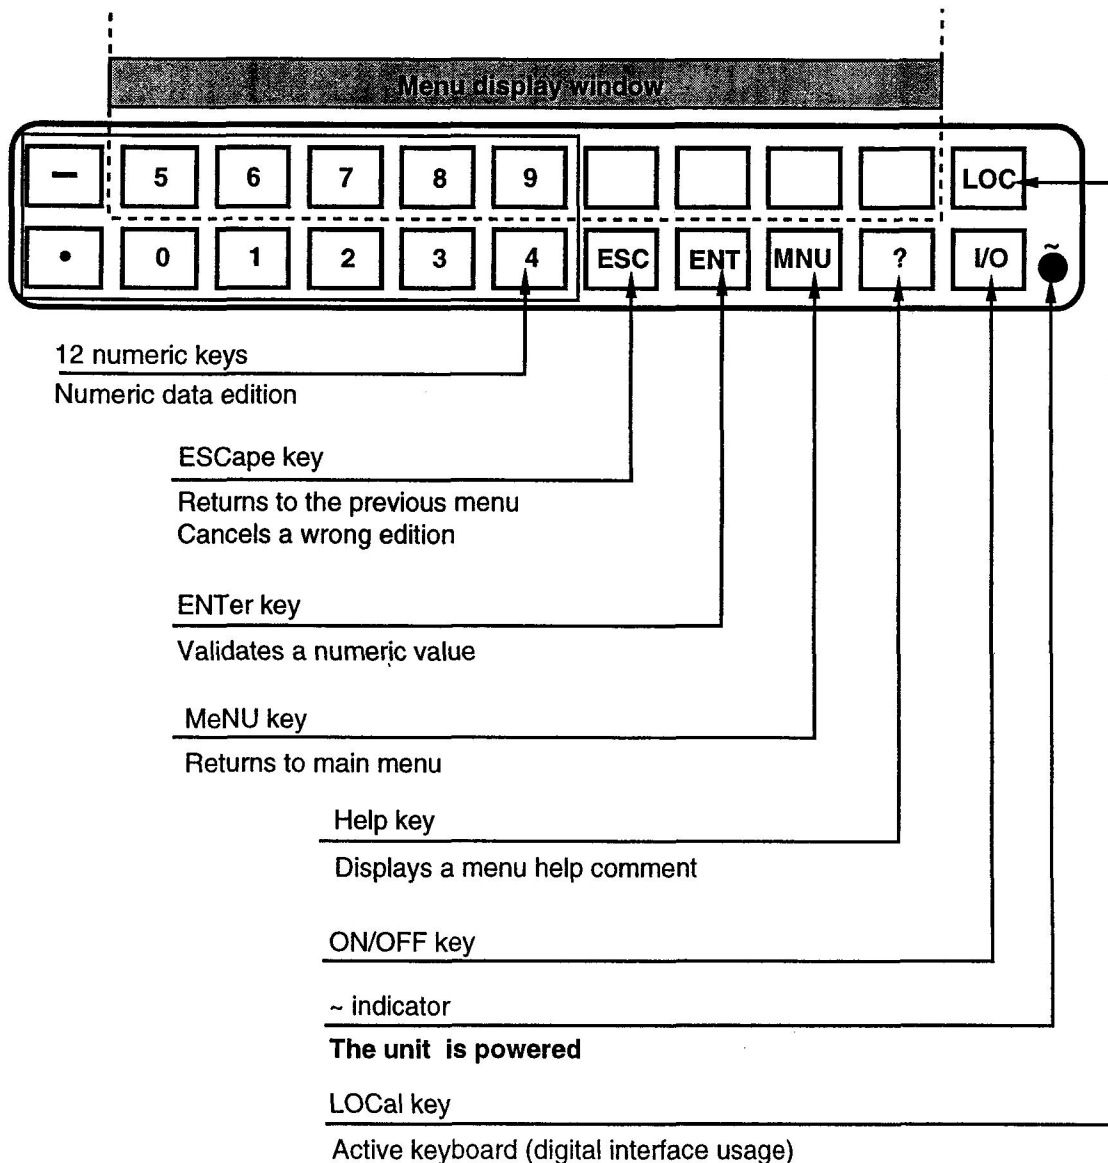 Menu display window
– 5 6 7 8 9 LOC
• 0 1 2 3 4 ESC ENT MNU ? I/O ~
12 numeric keys
Numeric data edition
ESCape key
Returns to the previous menu
Cancels a wrong edition
ENTer key
Validates a numeric value
MeNU key
Returns to main menu
Help key
Displays a menu help comment
ON/OFF key
~ indicator
The unit is powered
LOCal key
Active keyboard (digital interface usage)